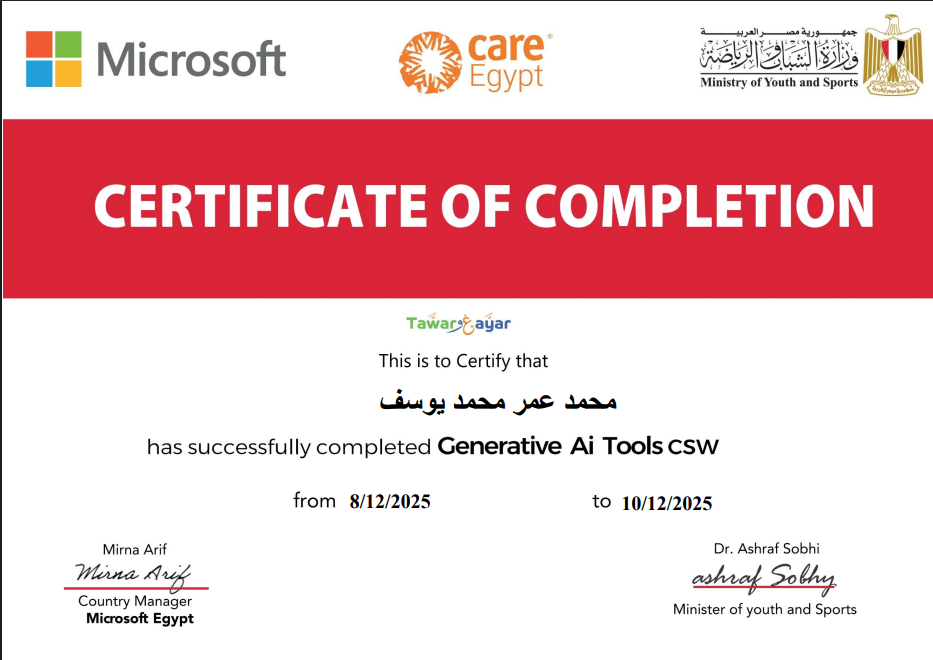 Microsoft
care®
Egypt
جمهورية مصر العربية
وزارة الشباب والرياضة
Ministry of Youth and Sports
CERTIFICATE OF COMPLETION
Tawar وغ ayar
This is to Certify that
محمد عمر محمد يوسف
has successfully completed Generative Ai Tools CSW
from 8/12/2025 to 10/12/2025
Mirna Arif
Mirna Arif
Country Manager
Microsoft Egypt
Dr. Ashraf Sobhi
ashraf Sobhy
Minister of youth and Sports